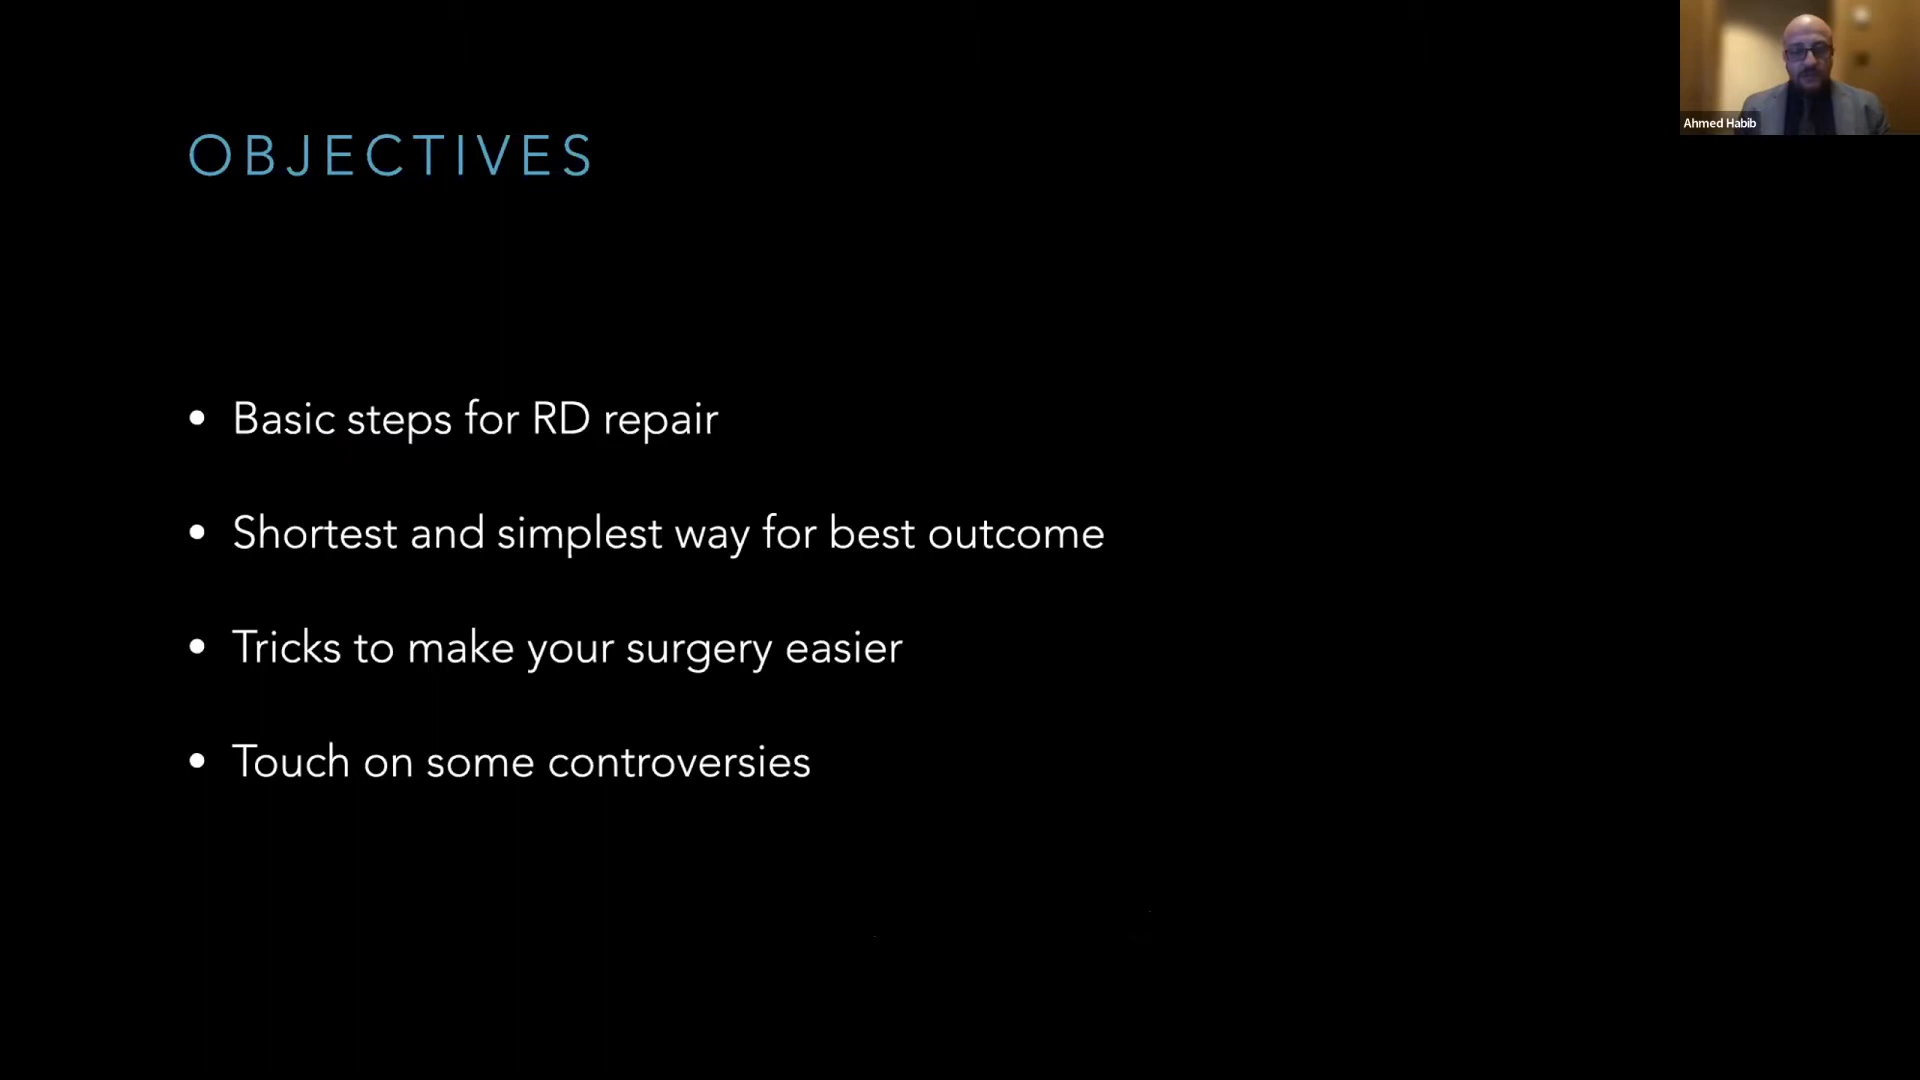 Ahmed Habib
OBJECTIVES
• Basic steps for RD repair
• Shortest and simplest way for best outcome
• Tricks to make your surgery easier
• Touch on some controversies